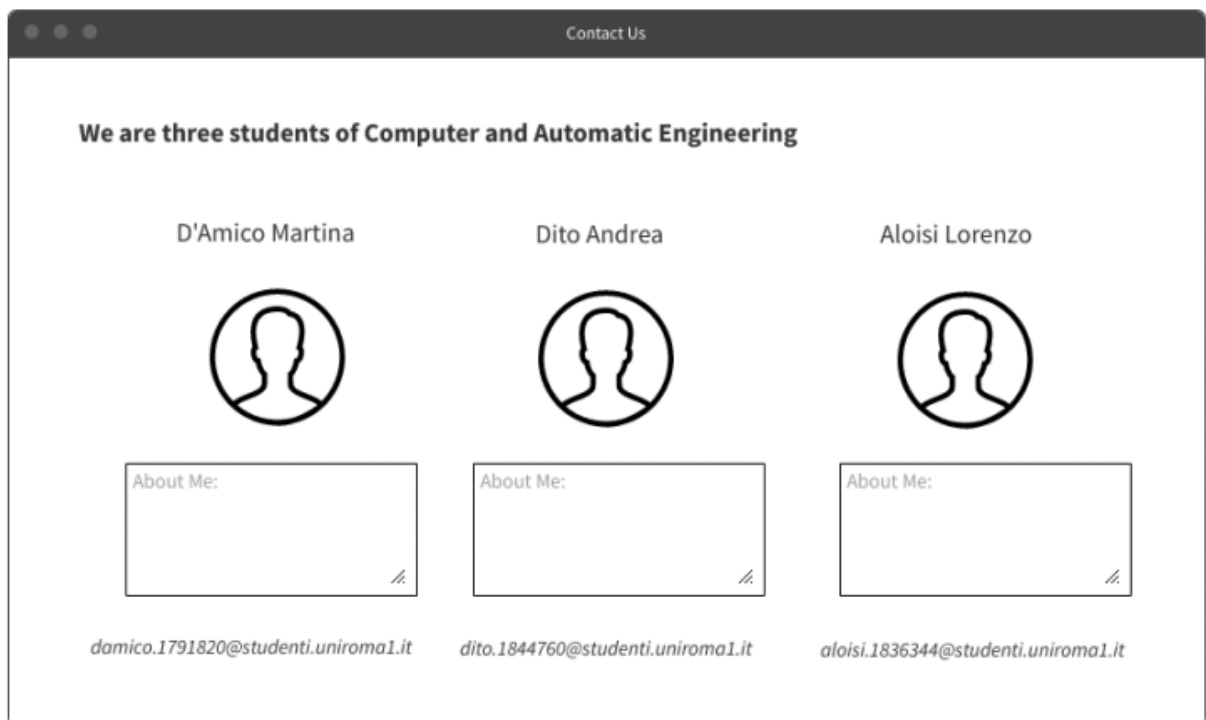 Contact Us
We are three students of Computer and Automatic Engineering
D'Amico Martina
Dito Andrea
Aloisi Lorenzo
About Me:
About Me:
About Me:
damico.1791820@studenti.uniroma1.it
dito.1844760@studenti.uniroma1.it
aloisi.1836344@studenti.uniroma1.it